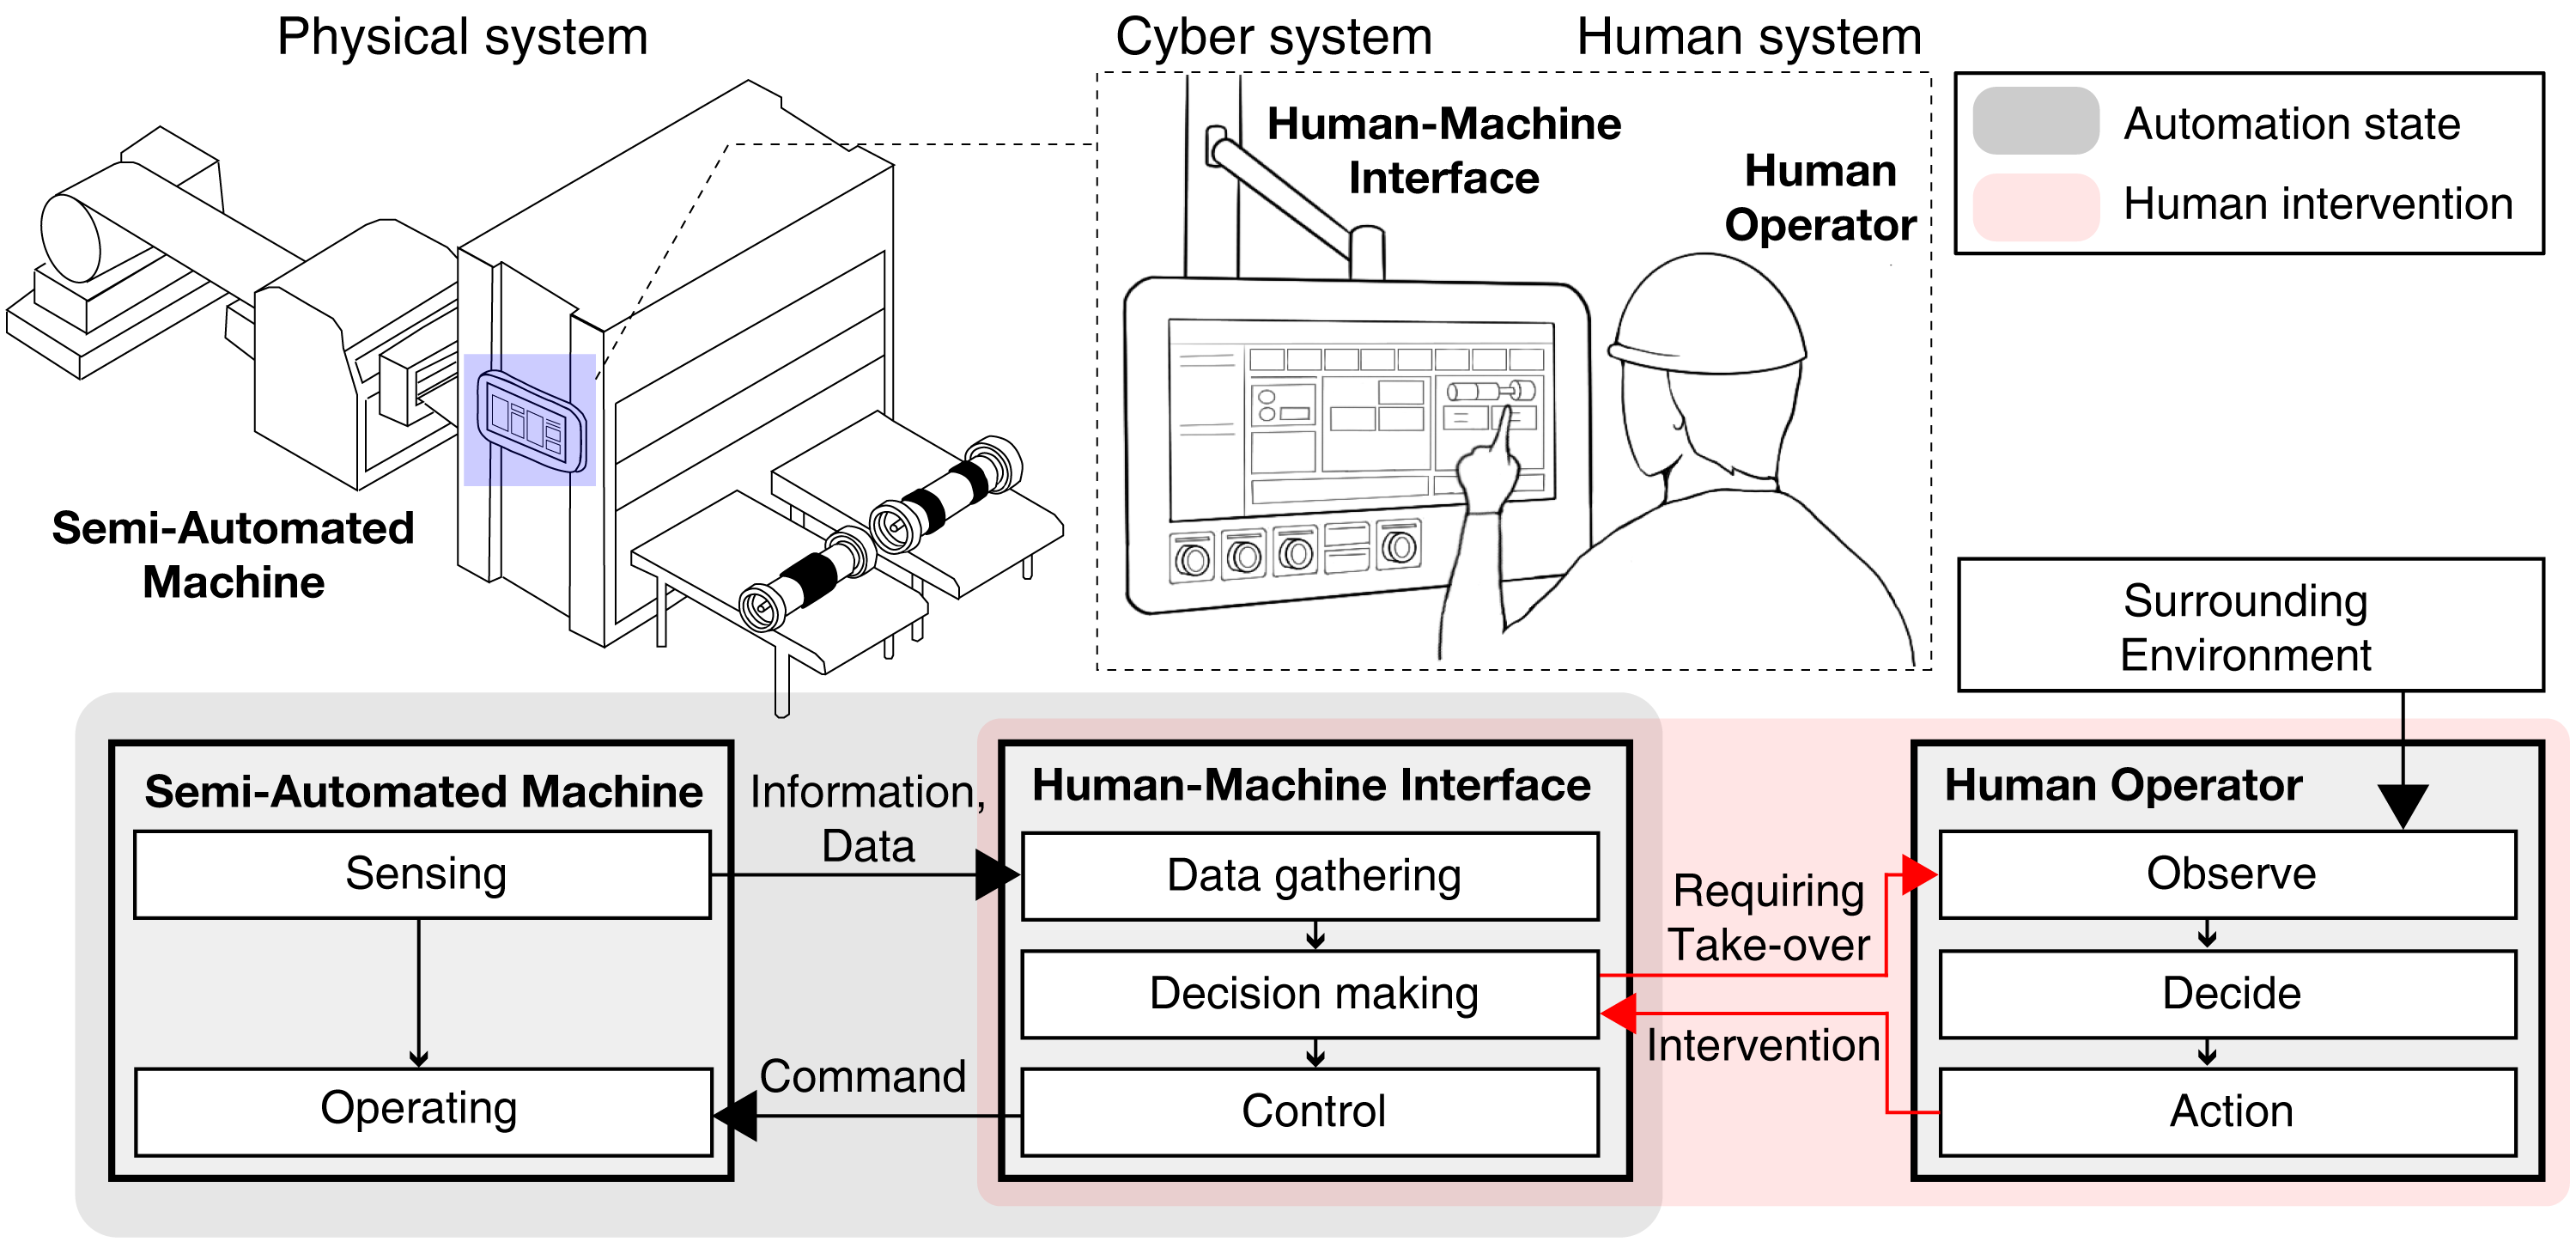 Physical system
Cyber system
Human system
Human-Machine
Interface
Human
Operator
Automation state
Human intervention
Semi-Automated
Machine
Surrounding
Environment
Semi-Automated Machine
Sensing
Operating
Information,
Data
Command
Human-Machine Interface
Data gathering
Decision making
Control
Requiring
Take-over
Intervention
Human Operator
Observe
Decide
Action